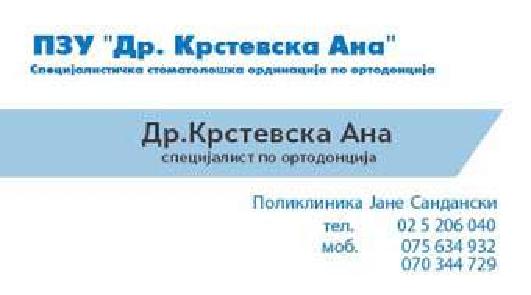 ПЗУ "Др. Крстевска Ана"
Специјалистичка стоматолошка ординација по ортодонција
Др.Крстевска Ана
специјалист по ортодонција
Поликлиника Јане Сандански
тел. 02 5 206 040
моб. 075 634 932
070 344 729